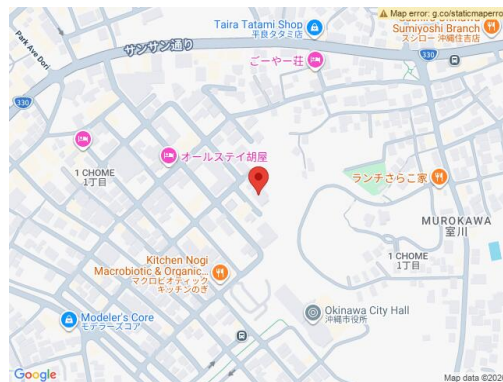 Map error: g.co/staticmaperro
Taira Tatami Shop
平良タタミ店
Sumiyoshi Branch
スシロー 沖縄住吉店
Park Ave Dori
サンサン通り
ごーやー荘
330
330
330
オールステイ胡屋
1 CHOME
1丁目
ランチさらこ家
MUROKAWA
室川
1 CHOME
1丁目
Kitchen Nogi
Macrobiotic & Organic...
マクロビオティック
キッチンのぎ
Modeler's Core
モデラーズコア
Okinawa City Hall
沖縄市役所
Google
Map data ©202